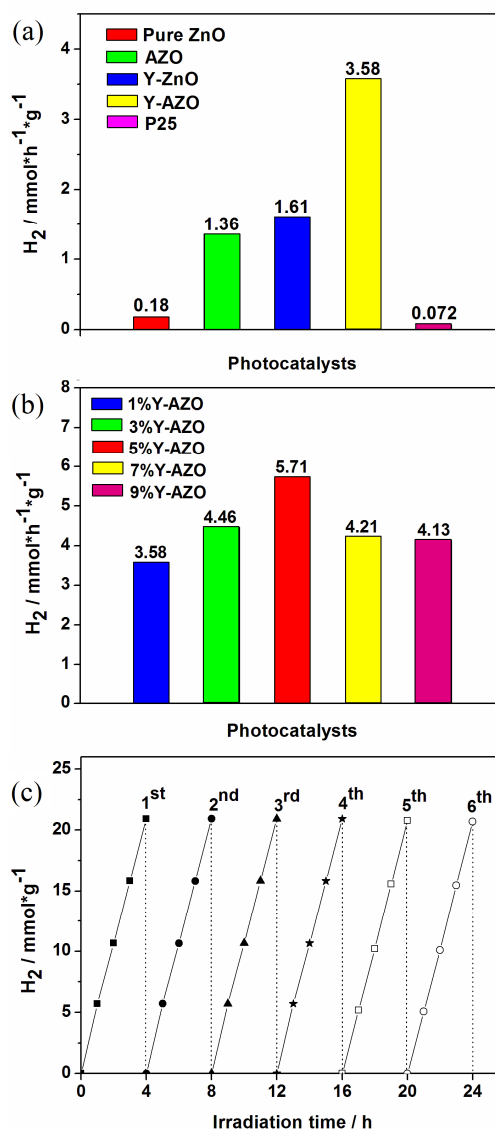 (a)
Pure ZnO
AZO
Y-ZnO
Y-AZO
P25
H2 / mmol*h-1*g-1
4
3
2
1
0
0.18
1.36
1.61
3.58
0.072
Photocatalysts
(b)
1%Y-AZO
3%Y-AZO
5%Y-AZO
7%Y-AZO
9%Y-AZO
H2 / mmol*h-1*g-1
8
7
6
5
4
3
2
1
0
3.58
4.46
5.71
4.21
4.13
Photocatalysts
(c)
1st 2nd 3rd 4th 5th 6th
H2 / mmol*g-1
25
20
15
10
5
0
0 4 8 12 16 20 24
Irradiation time / h